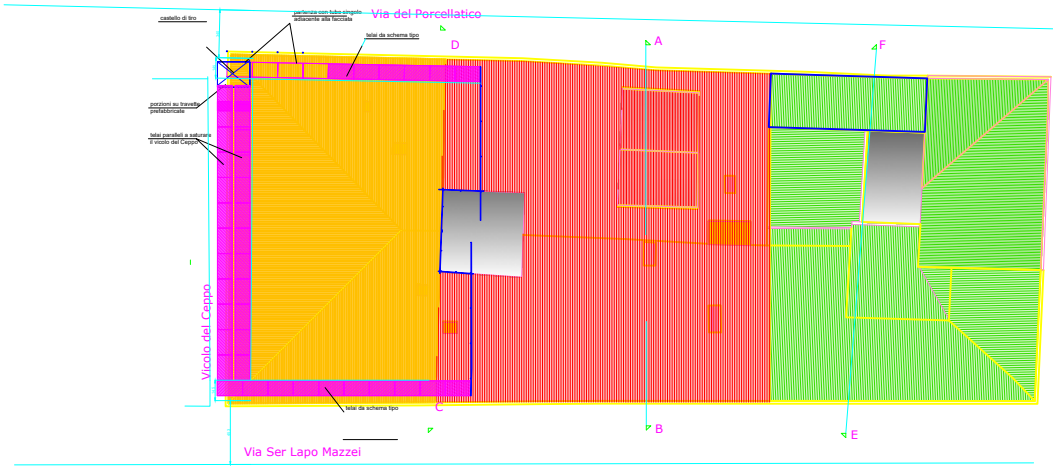 Via del Porcellatico
castello di tiro
partenza con tubo singolo
adiacente alla facciata
telai da schema tipo
D
A
F
porzioni su travette
prefabbricate
telai paralleli a saturare
il vicolo del Ceppo
Vicolo del Ceppo
telai da schema tipo
C
B
E
Via Ser Lapo Mazzei